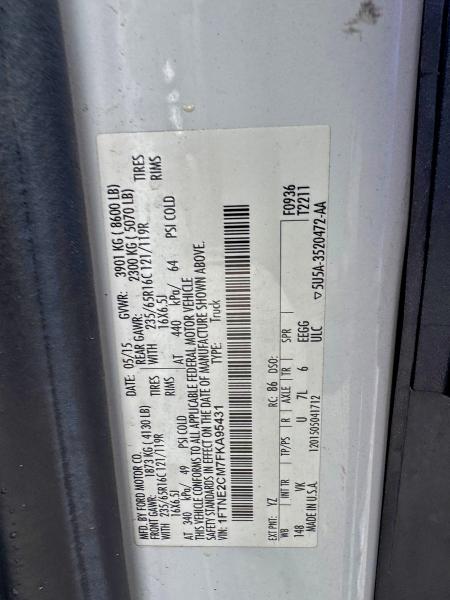 MFD. BY FORD MOTOR CO.
DATE: 05/15 GVWR: 3901 KG ( 8600 LB)
FRONT GAWR: 1873 KG ( 4130 LB) REAR GAWR: 2300 KG ( 5070 LB)
235/65R16C 121/119R TIRES WITH 235/65R16C 121/119R TIRES
16X6.5J RIMS 16X6.5J RIMS
AT 340 kPa/ 49 PSI COLD AT 440 kPa/ 64 PSI COLD
THIS VEHICLE CONFORMS TO ALL APPLICABLE FEDERAL MOTOR VEHICLE
SAFETY STANDARDS IN EFFECT ON THE DATE OF MANUFACTURE SHOWN ABOVE.
VIN: 1FTNE2CM7FKA95431 TYPE: Truck
F0936
T2211
EXT PNT: YZ RC: 86 DSO:
WB INT TR TP/PS R AXLE TR SPR
148 VK U 7L 6 EEGG
ULC
MADE IN U.S.A. 1201505041712
▽5U5A-3520472-AA